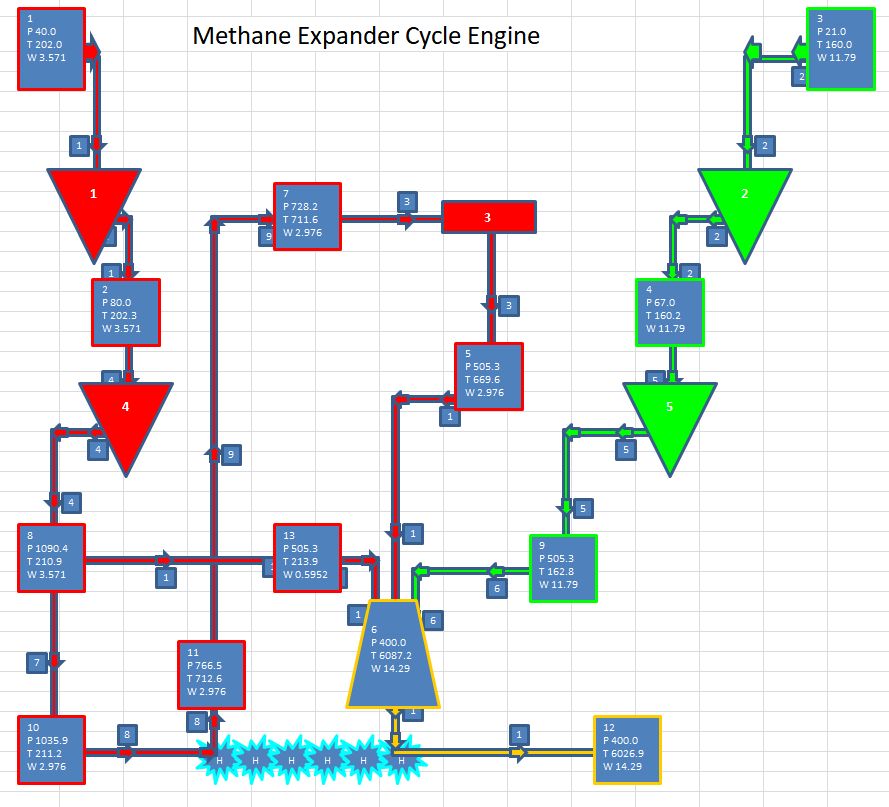 Methane Expander Cycle Engine
1
P 40.0
T 202.0
W 3.571
3
P 21.0
T 160.0
W 11.79
2
1
2
1
2
7
P 728.2
T 711.6
W 2.976
3
9
3
2
1
2
2
P 80.0
T 202.3
W 3.571
4
P 67.0
T 160.2
W 11.79
3
5
P 505.3
T 669.6
W 2.976
4
5
4
5
1
4
9
5
4
5
1
8
P 1090.4
T 210.9
W 3.571
13
P 505.3
T 213.9
W 0.5952
9
P 505.3
T 162.8
W 11.79
1
6
1
6
6
P 400.0
T 6087.2
W 14.29
7
11
P 766.5
T 712.6
W 2.976
8
1
10
P 1035.9
T 211.2
W 2.976
8
1
12
P 400.0
T 6026.9
W 14.29
H H H H H H